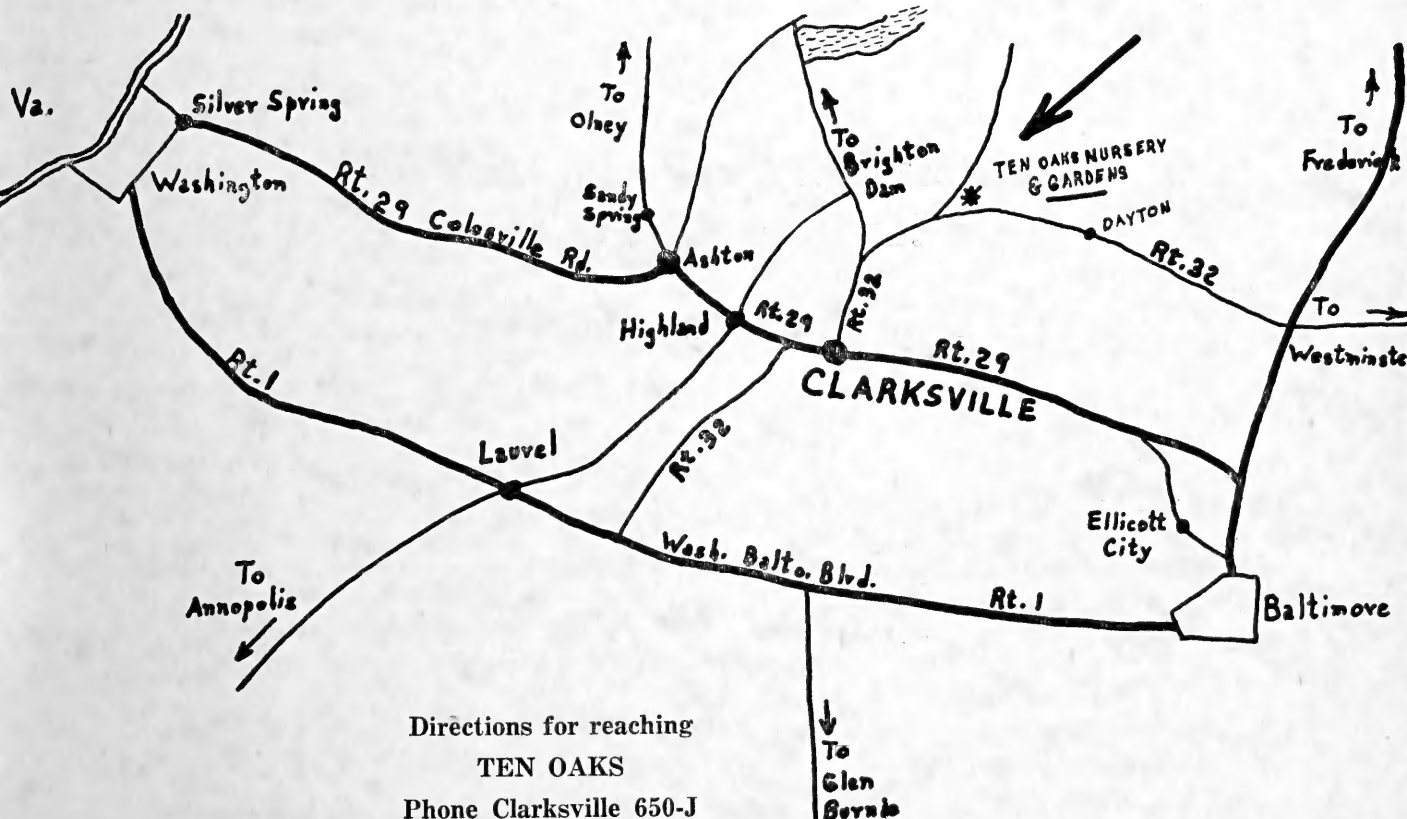 Va.
Silver Spring
Washington
Rt. 29 Colesville Rd.
To
Olney
Sandy
Spring
Ashton
To
Brighton
Dam
TEN OAKS NURSERY
& GARDENS
DAYTON
Rt. 32
To
Frederick
To
Westminste
Highland
Rt. 29
Rt. 32
CLARKSVILLE
Rt. 29
Rt. 1
Laurel
Rt. 32
Ellicott
City
Wash. Balto. Blvd.
Rt. 1
Baltimore
To
Annopolis
To
Glen
Burnie
Directions for reaching
TEN OAKS
Phone Clarksville 650-J